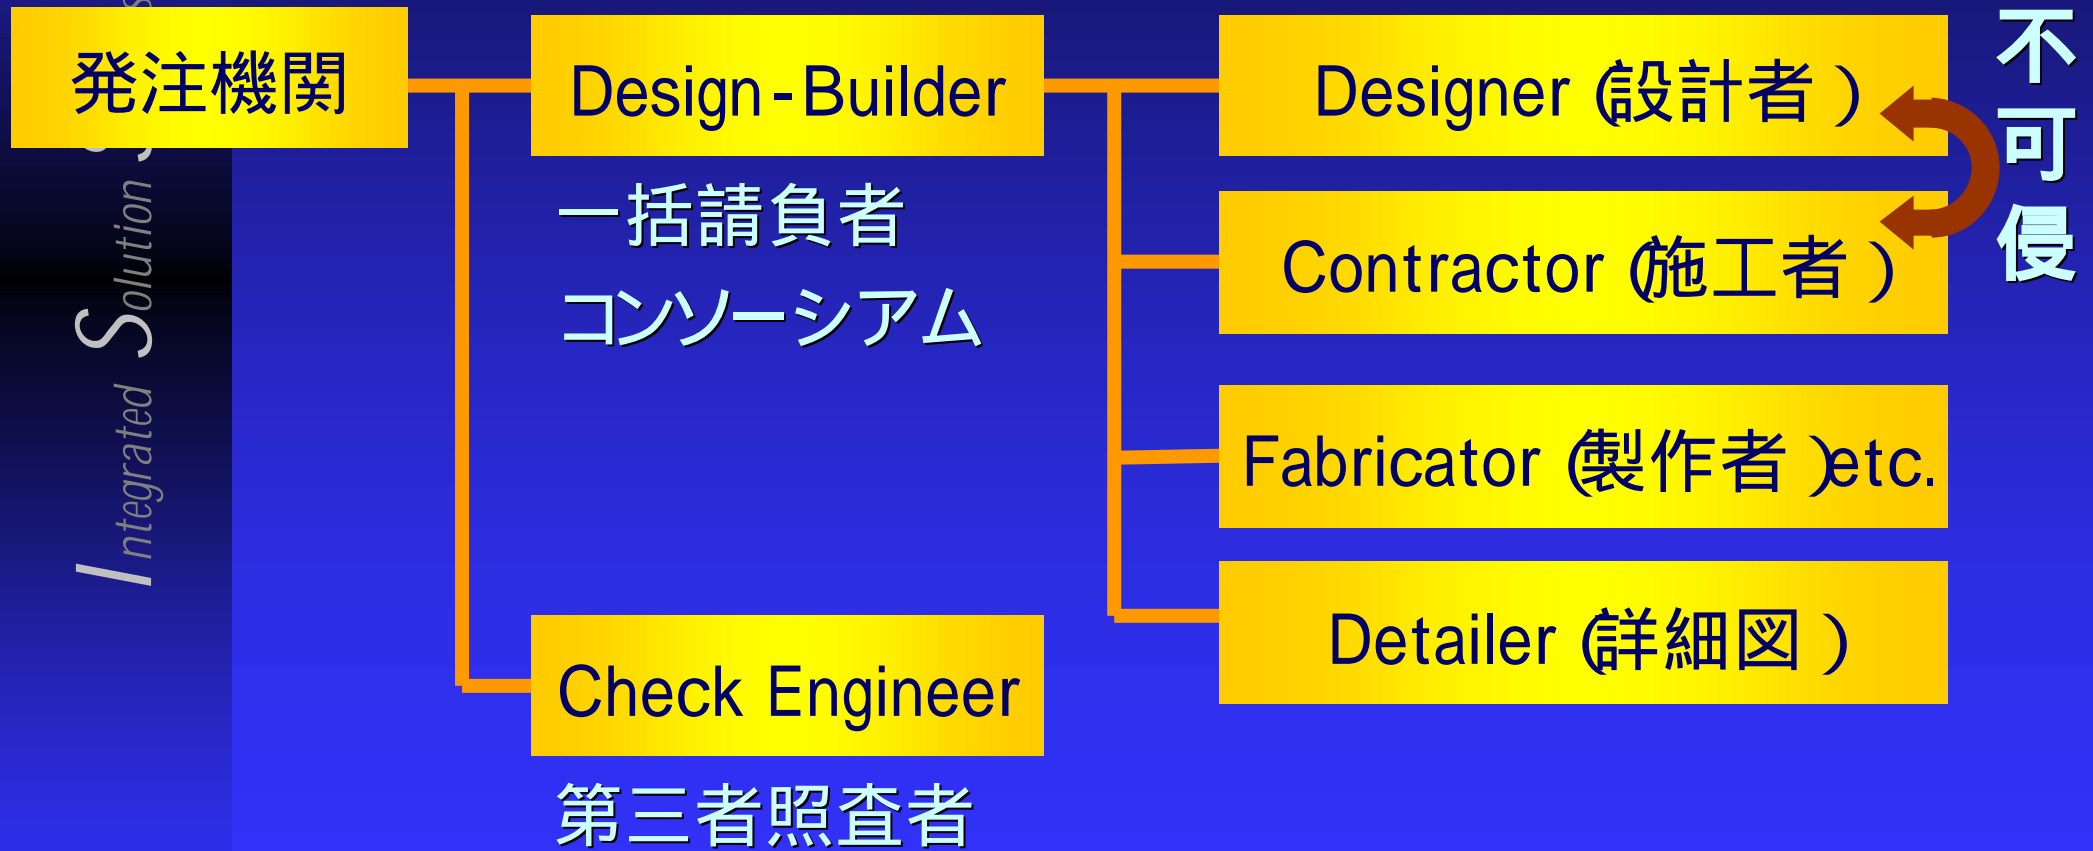 発注機関
Design-Builder
一括請負者
コンソーシアム
Check Engineer
第三者照査者
Designer (設計者)
Contractor (施工者)
Fabricator (製作者)etc.
Detailer (詳細図)
不可侵
Integrated Solution